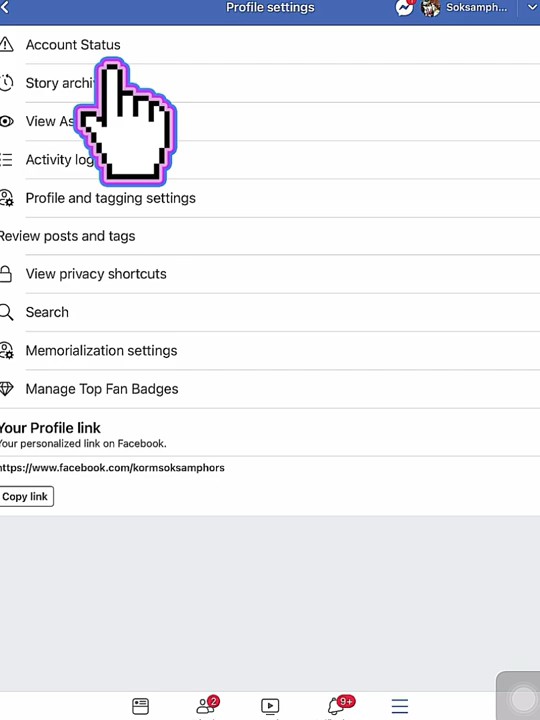 Profile settings
Soksamph...
Account Status
Story archi
View As
Activity log
Profile and tagging settings
Review posts and tags
View privacy shortcuts
Search
Memorialization settings
Manage Top Fan Badges
Your Profile link
Your personalized link on Facebook.
https://www.facebook.com/kormsoksamphors
Copy link
2
9+